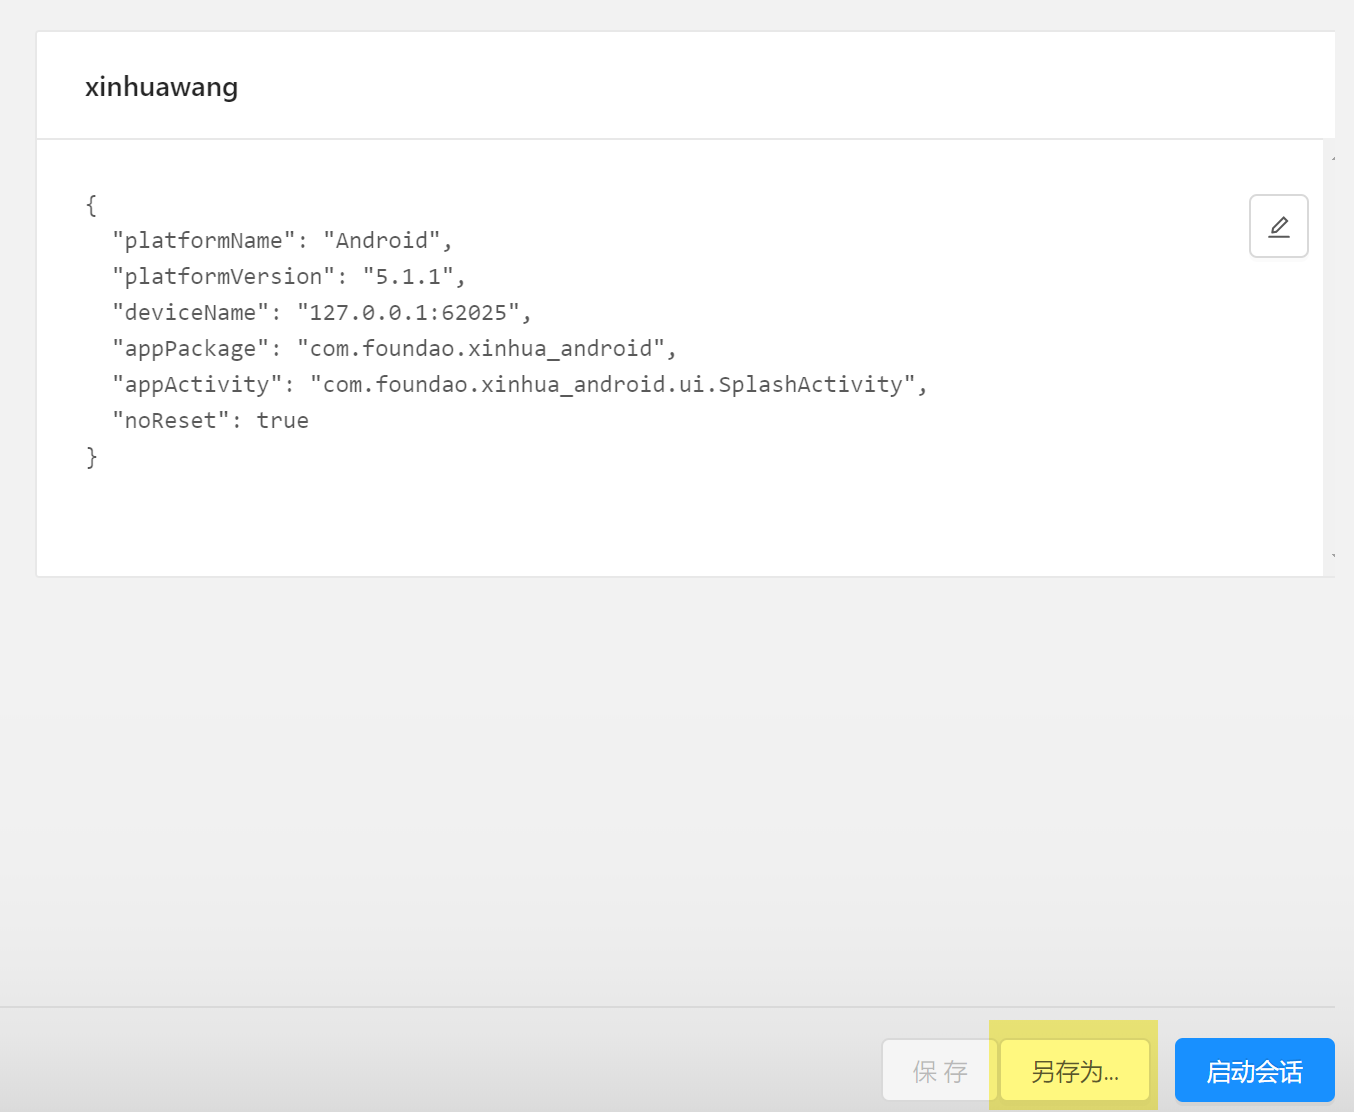 xinhuawang
{
"platformName": "Android",
"platformVersion": "5.1.1",
"deviceName": "127.0.0.1:62025",
"appPackage": "com.foundao.xinhua_android",
"appActivity": "com.foundao.xinhua_android.ui.SplashActivity",
"noReset": true
}
保存 另存为... 启动会话